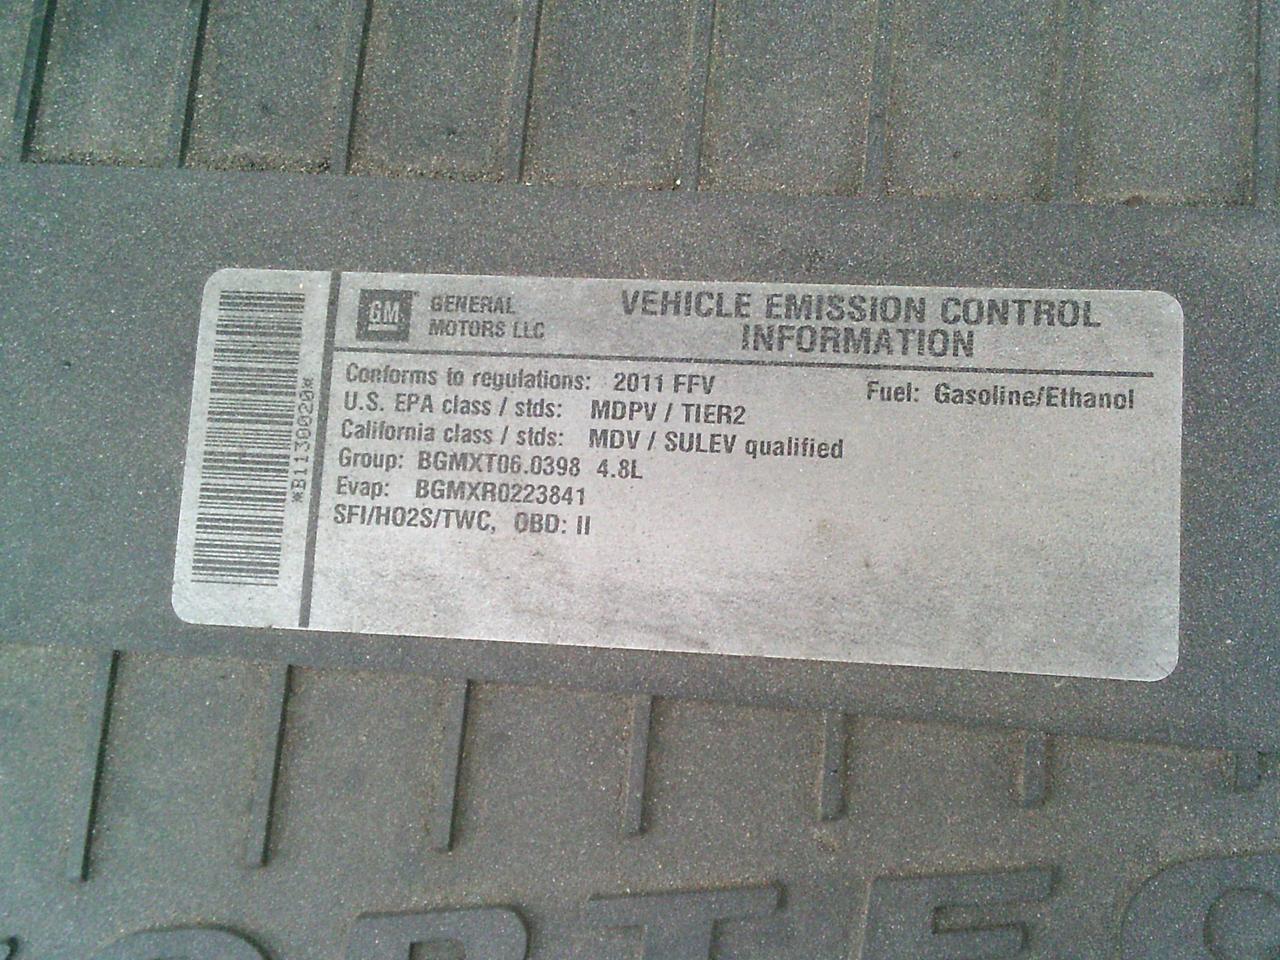 *B1139020*
GM GENERAL MOTORS LLC
VEHICLE EMISSION CONTROL
INFORMATION
Conforms to regulations: 2011 FFV Fuel: Gasoline/Ethanol
U.S. EPA class / stds: MDPV / TIER2
California class / stds: MDV / SULEV qualified
Group: BGMXT06.0398 4.8L
Evap: BGMXR0223841
SFI/HO2S/TWC, OBD: II
VORTEC